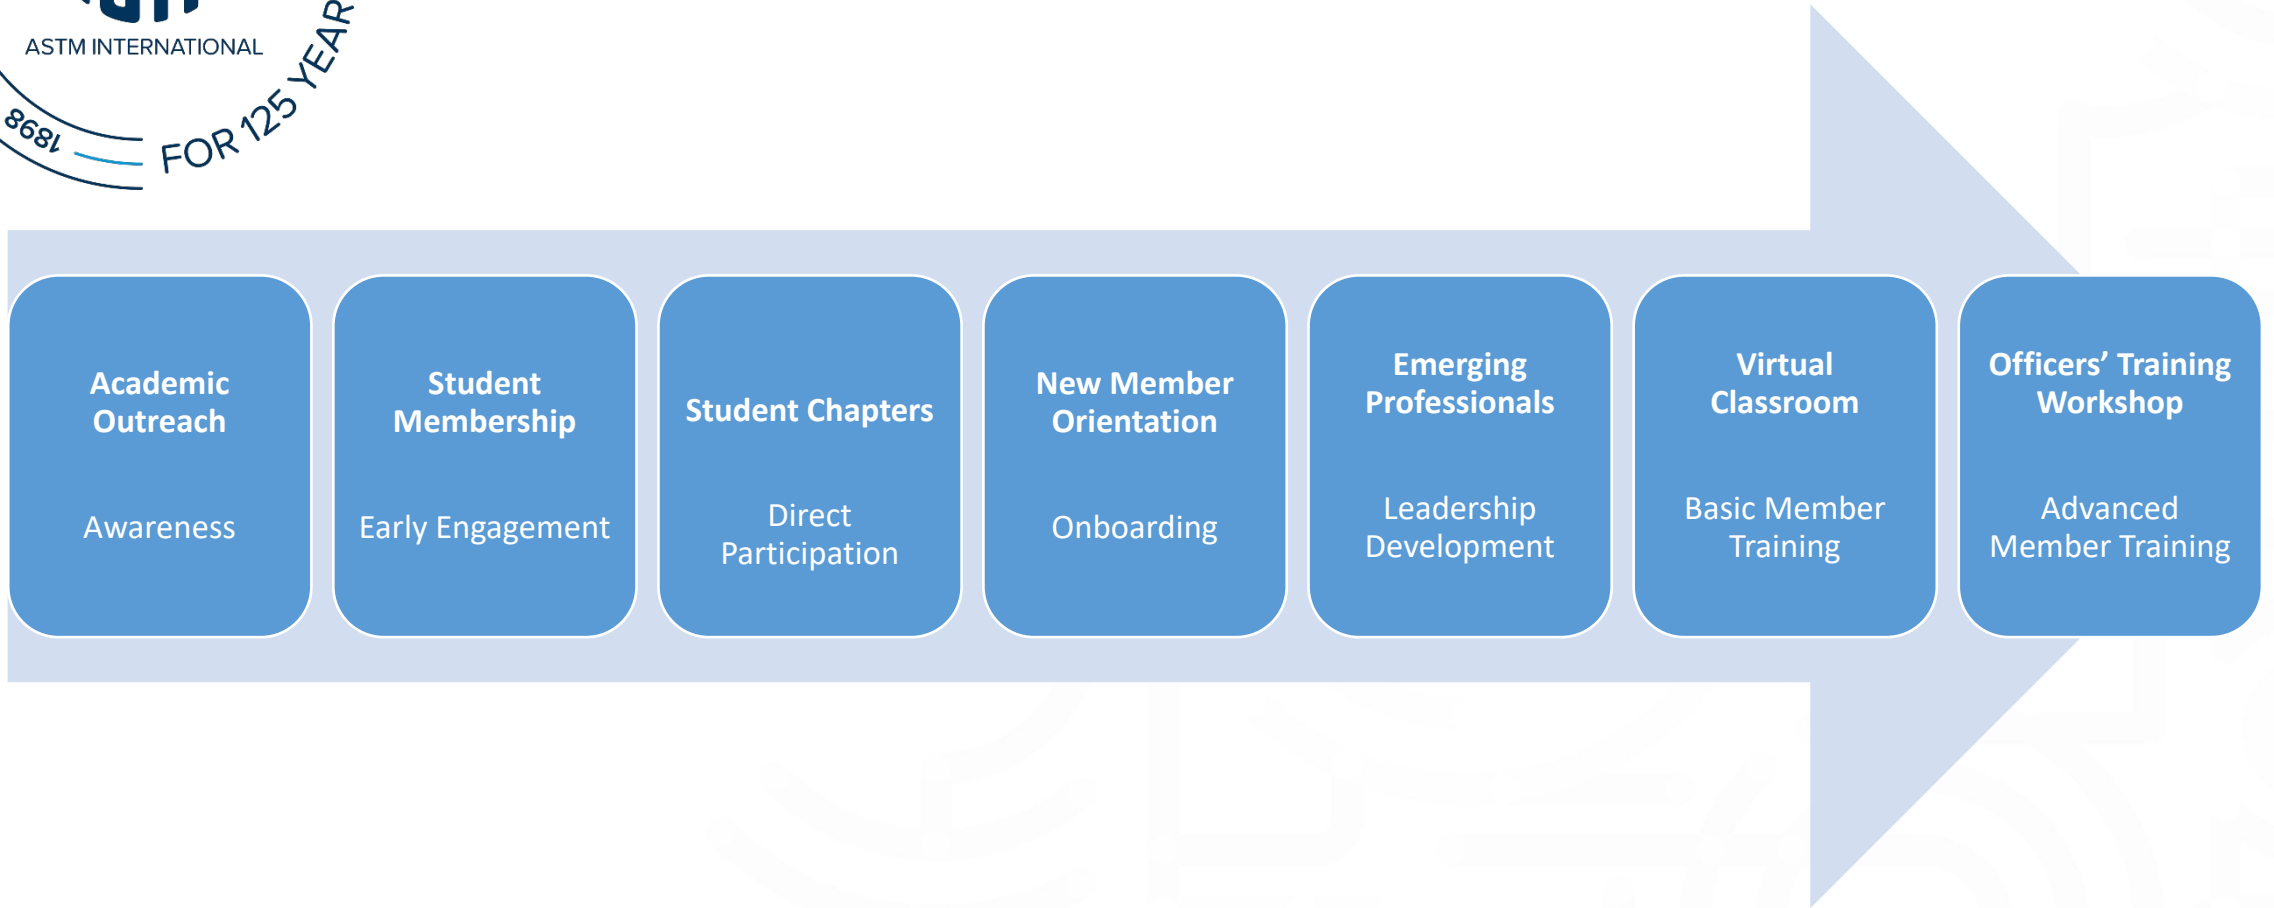 ASTM INTERNATIONAL
1898
FOR 125 YEAR
Academic
Outreach
Awareness
Student
Membership
Early Engagement
Student Chapters
Direct
Participation
New Member
Orientation
Onboarding
Emerging
Professionals
Leadership
Development
Virtual
Classroom
Basic Member
Training
Officers’ Training
Workshop
Advanced
Member Training